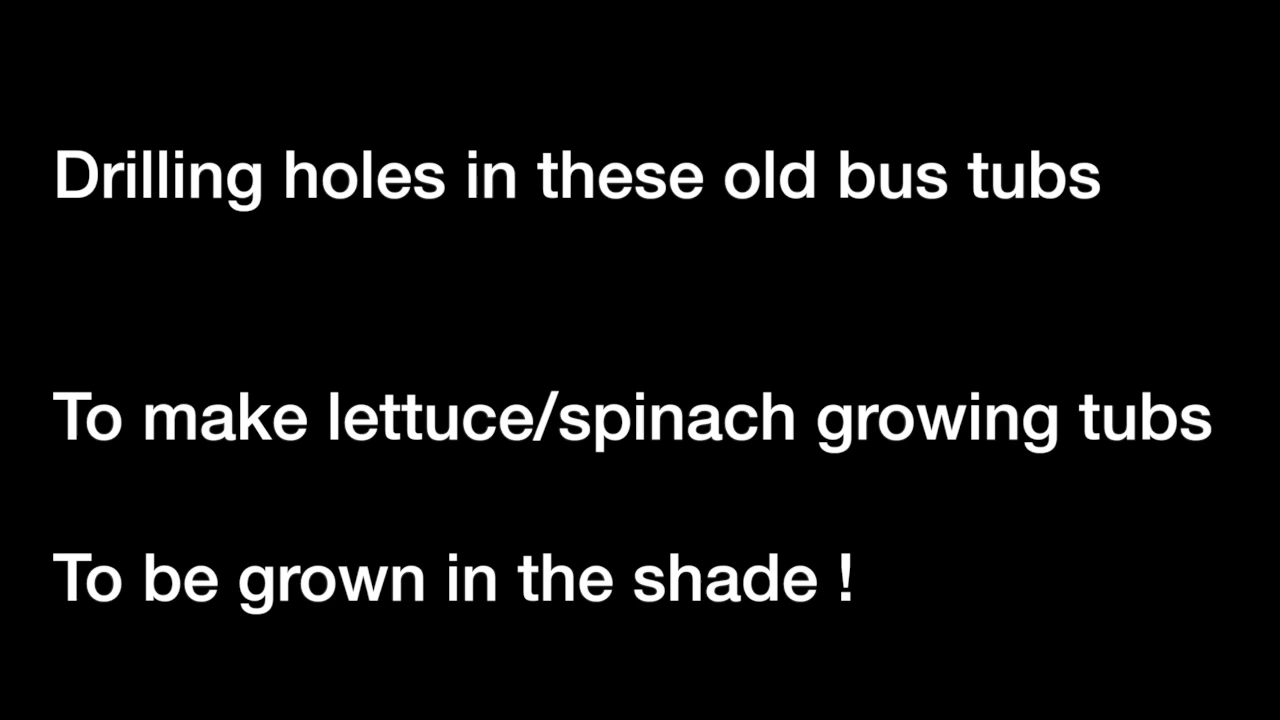 Drilling holes in these old bus tubs
To make lettuce/spinach growing tubs
To be grown in the shade !